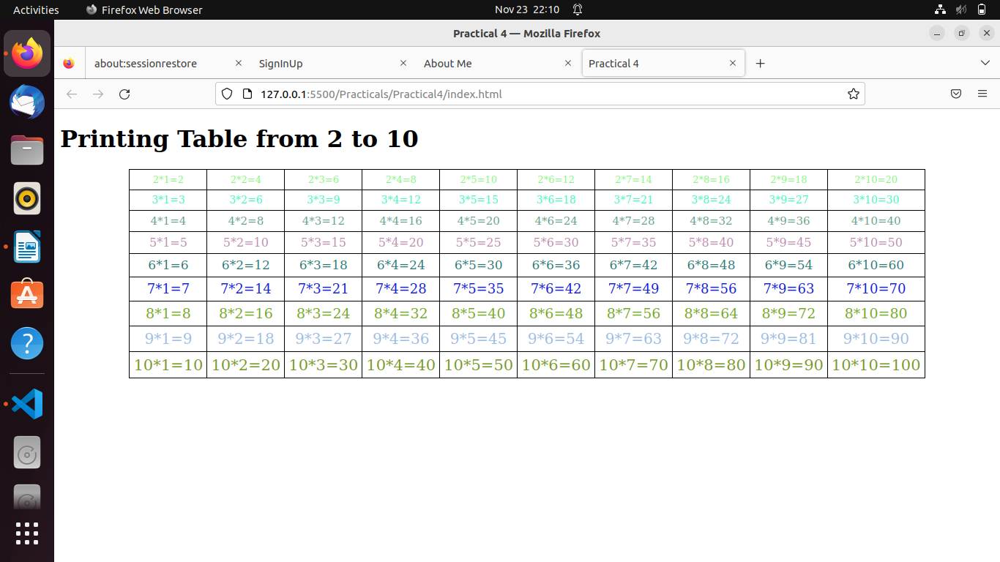 Activities Firefox Web Browser Nov 23 22:10
Practical 4 — Mozilla Firefox
about:sessionrestore SignInUp About Me Practical 4
127.0.0.1:5500/Practicals/Practical4/index.html
Printing Table from 2 to 10
2*1=2 2*2=4 2*3=6 2*4=8 2*5=10 2*6=12 2*7=14 2*8=16 2*9=18 2*10=20
3*1=3 3*2=6 3*3=9 3*4=12 3*5=15 3*6=18 3*7=21 3*8=24 3*9=27 3*10=30
4*1=4 4*2=8 4*3=12 4*4=16 4*5=20 4*6=24 4*7=28 4*8=32 4*9=36 4*10=40
5*1=5 5*2=10 5*3=15 5*4=20 5*5=25 5*6=30 5*7=35 5*8=40 5*9=45 5*10=50
6*1=6 6*2=12 6*3=18 6*4=24 6*5=30 6*6=36 6*7=42 6*8=48 6*9=54 6*10=60
7*1=7 7*2=14 7*3=21 7*4=28 7*5=35 7*6=42 7*7=49 7*8=56 7*9=63 7*10=70
8*1=8 8*2=16 8*3=24 8*4=32 8*5=40 8*6=48 8*7=56 8*8=64 8*9=72 8*10=80
9*1=9 9*2=18 9*3=27 9*4=36 9*5=45 9*6=54 9*7=63 9*8=72 9*9=81 9*10=90
10*1=10 10*2=20 10*3=30 10*4=40 10*5=50 10*6=60 10*7=70 10*8=80 10*9=90 10*10=100